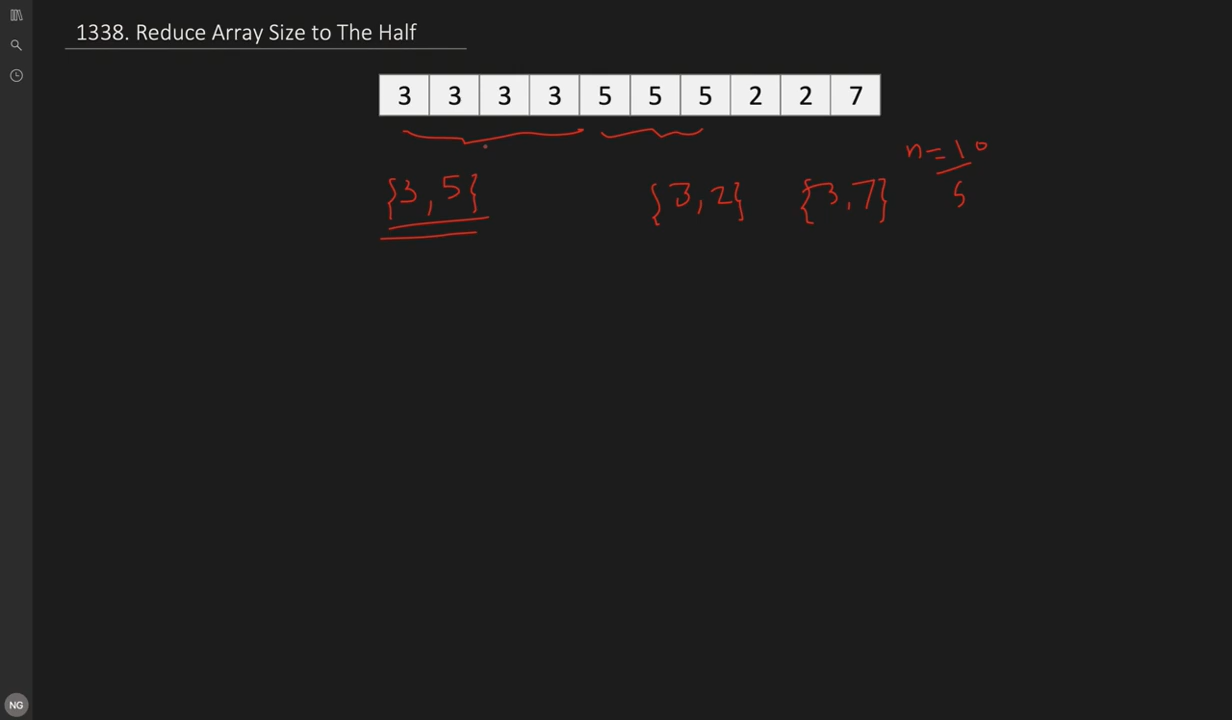 1338. Reduce Array Size to The Half
3 3 3 3 5 5 5 2 2 7
n=10
5
{3,5} {3,2} {3,7}
NG